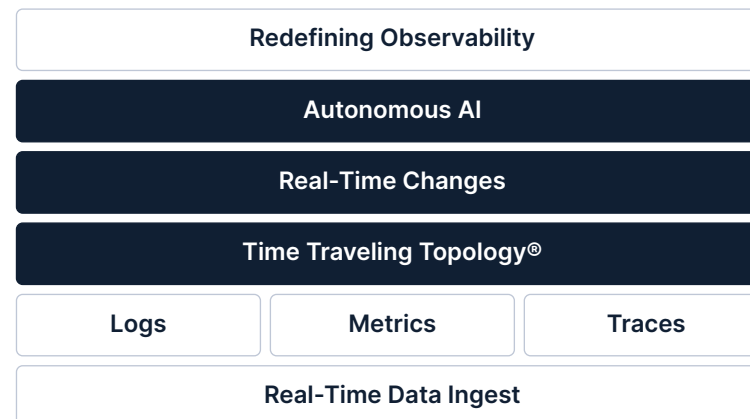 Redefining Observability
Autonomous AI
Real-Time Changes
Time Traveling Topology®
Logs
Metrics
Traces
Real-Time Data Ingest